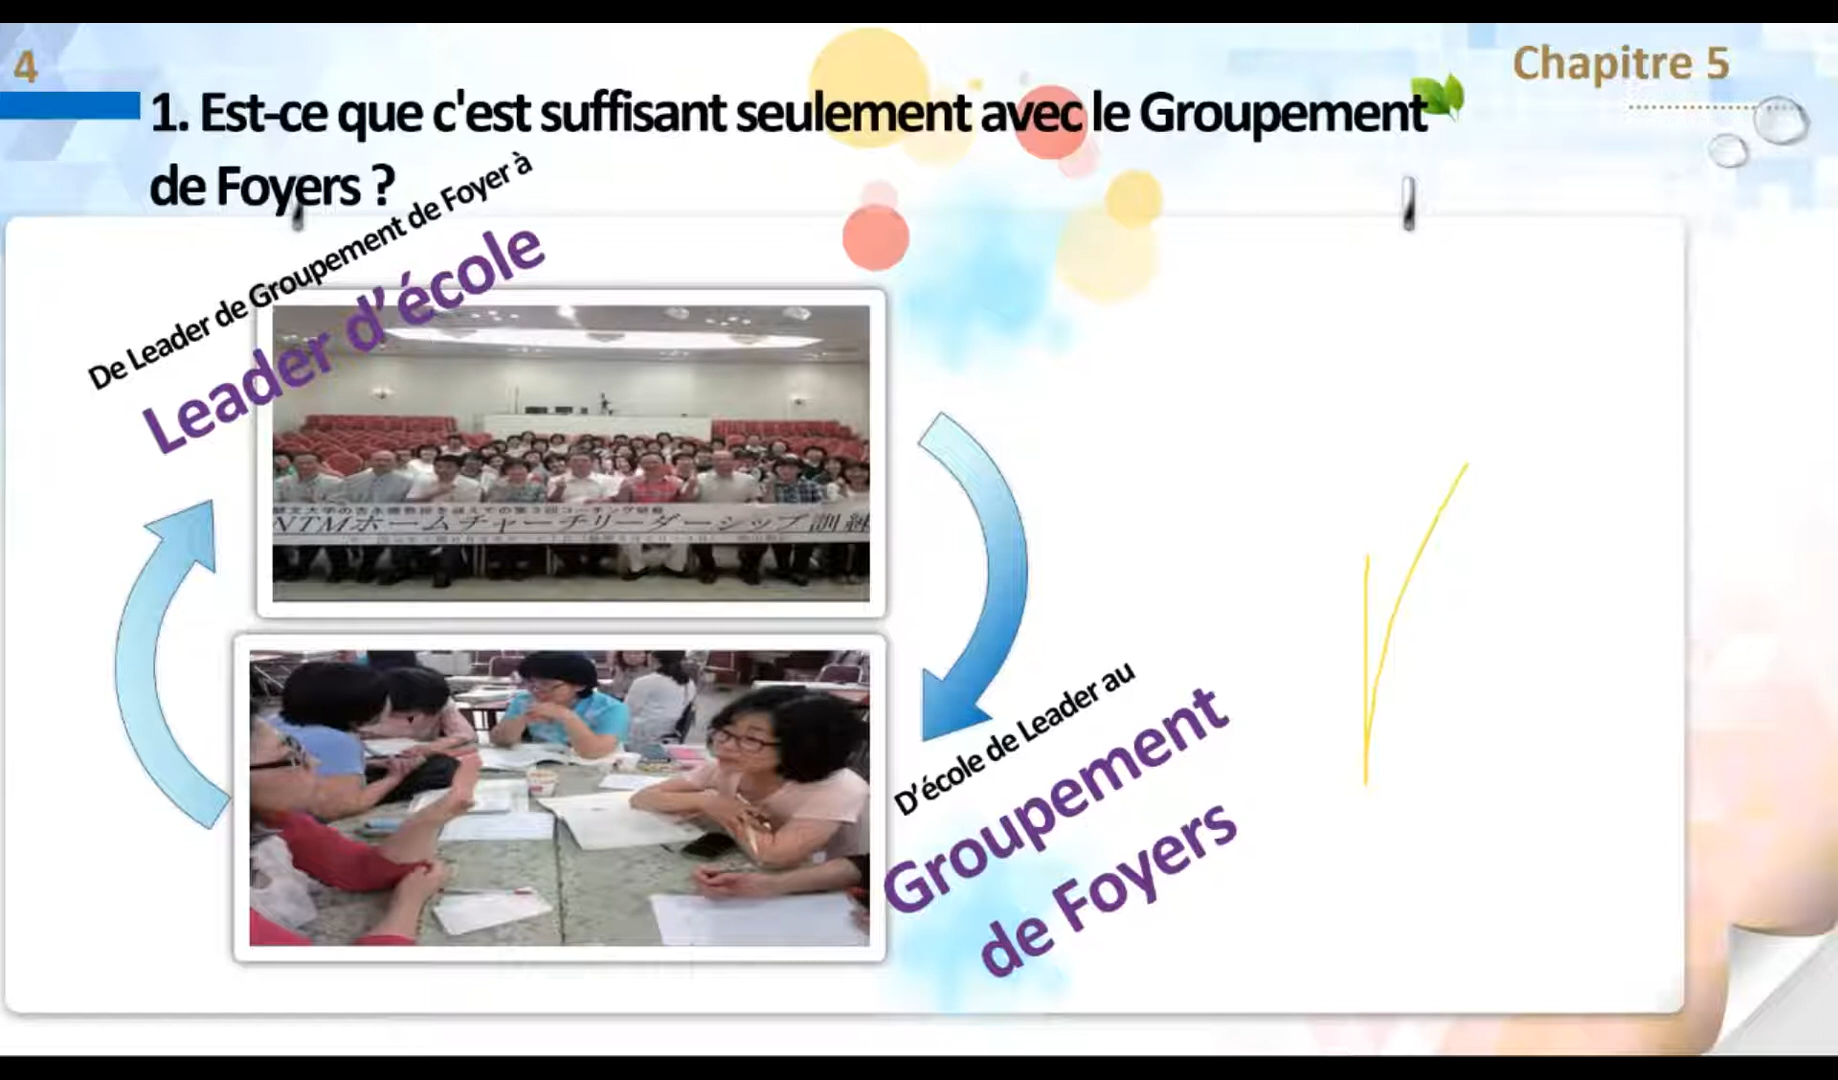 4
Chapitre 5
1. Est-ce que c'est suffisant seulement avec le Groupement
de Foyers ?
De Leader de Groupement de Foyer à
Leader d'école
NTMホームチャーチリーダーシップ訓練
D'école de Leader au
Groupement
de Foyers